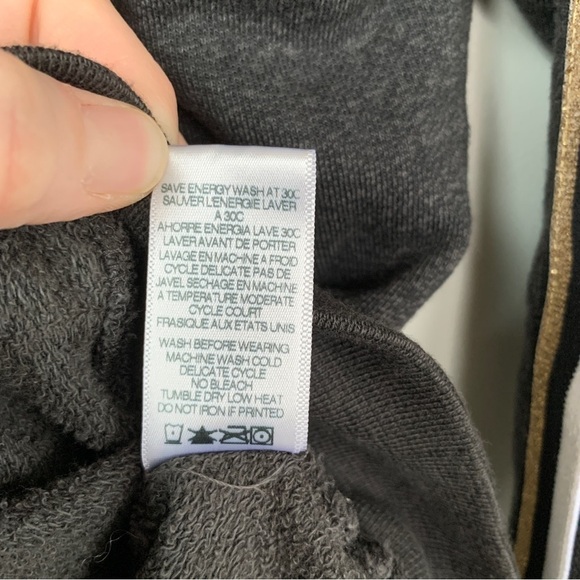 SAVE ENERGY WASH AT 30C
SAUVER L'ENERGIE LAVER
A 30C
AHORRE ENERGIA LAVE 30C
LAVER AVANT DE PORTER
LAVAGE EN MACHINE A FROID
CYCLE DELICATE PAS DE
JAVEL SECHAGE EN MACHINE
A TEMPERATURE MODERATE
CYCLE COURT
FRASIQUE AUX ETATS UNIS
WASH BEFORE WEARING
MACHINE WASH COLD
DELICATE CYCLE
NO BLEACH
TUMBLE DRY LOW HEAT
DO NOT IRON IF PRINTED